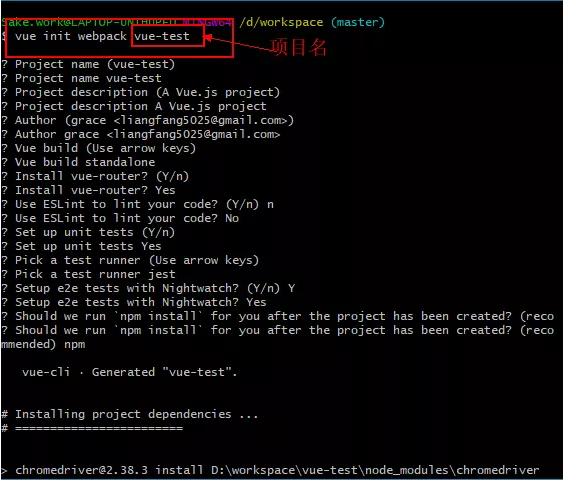 /d/workspace (master)
$ vue init webpack vue-test
项目名
? Project name (vue-test)
? Project name vue-test
? Project description (A Vue.js project)
? Project description A Vue.js project
? Author (grace <liangfang5025@gmail.com>)
? Author grace <liangfang5025@gmail.com>
? Vue build (Use arrow keys)
? Vue build standalone
? Install vue-router? (Y/n)
? Install vue-router? Yes
? Use ESLint to lint your code? (Y/n) n
? Use ESLint to lint your code? No
? Set up unit tests (Y/n)
? Set up unit tests Yes
? Pick a test runner (Use arrow keys)
? Pick a test runner jest
? Setup e2e tests with Nightwatch? (Y/n) Y
? Setup e2e tests with Nightwatch? Yes
? Should we run `npm install` for you after the project has been created? (reco
? Should we run `npm install` for you after the project has been created? (reco
mmended) npm
vue-cli · Generated "vue-test".
# Installing project dependencies ...
# ========================
> chromedriver@2.38.3 install D:\workspace\vue-test\node_modules\chromedriver